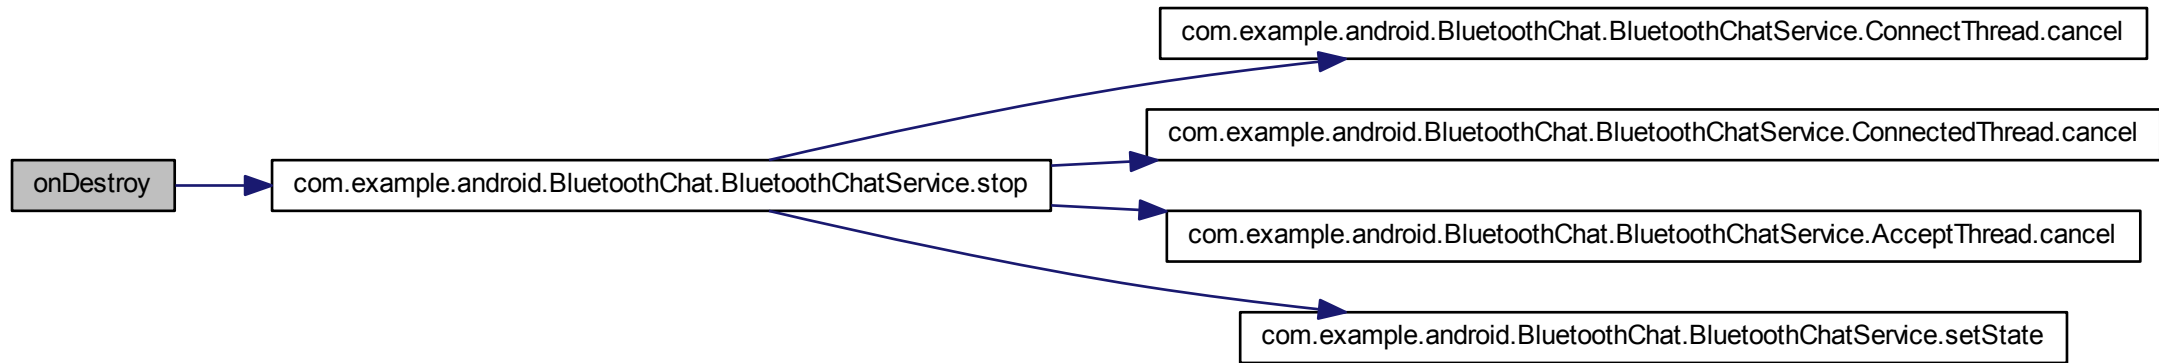 onDestroy
com.example.android.BluetoothChat.BluetoothChatService.stop
com.example.android.BluetoothChat.BluetoothChatService.ConnectThread.cancel
com.example.android.BluetoothChat.BluetoothChatService.ConnectedThread.cancel
com.example.android.BluetoothChat.BluetoothChatService.AcceptThread.cancel
com.example.android.BluetoothChat.BluetoothChatService.setState